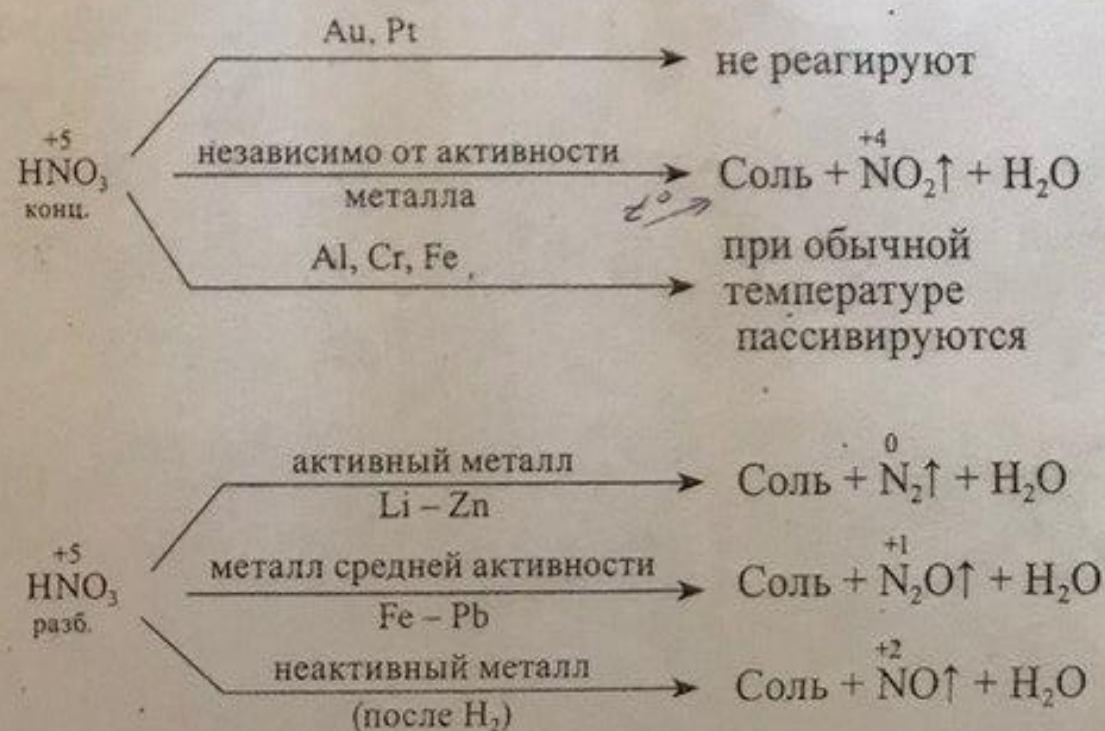 Au, Pt
не реагируют
+5
HNO₃
конц.
независимо от активности
металла
+4
Соль + NO₂↑ + H₂O
t°
Al, Cr, Fe
при обычной
температуре
пассивируются
активный металл
Li – Zn
0
Соль + N₂↑ + H₂O
+5
HNO₃
разб.
металл средней активности
Fe – Pb
+1
Соль + N₂O↑ + H₂O
неактивный металл
(после H₂)
+2
Соль + NO↑ + H₂O